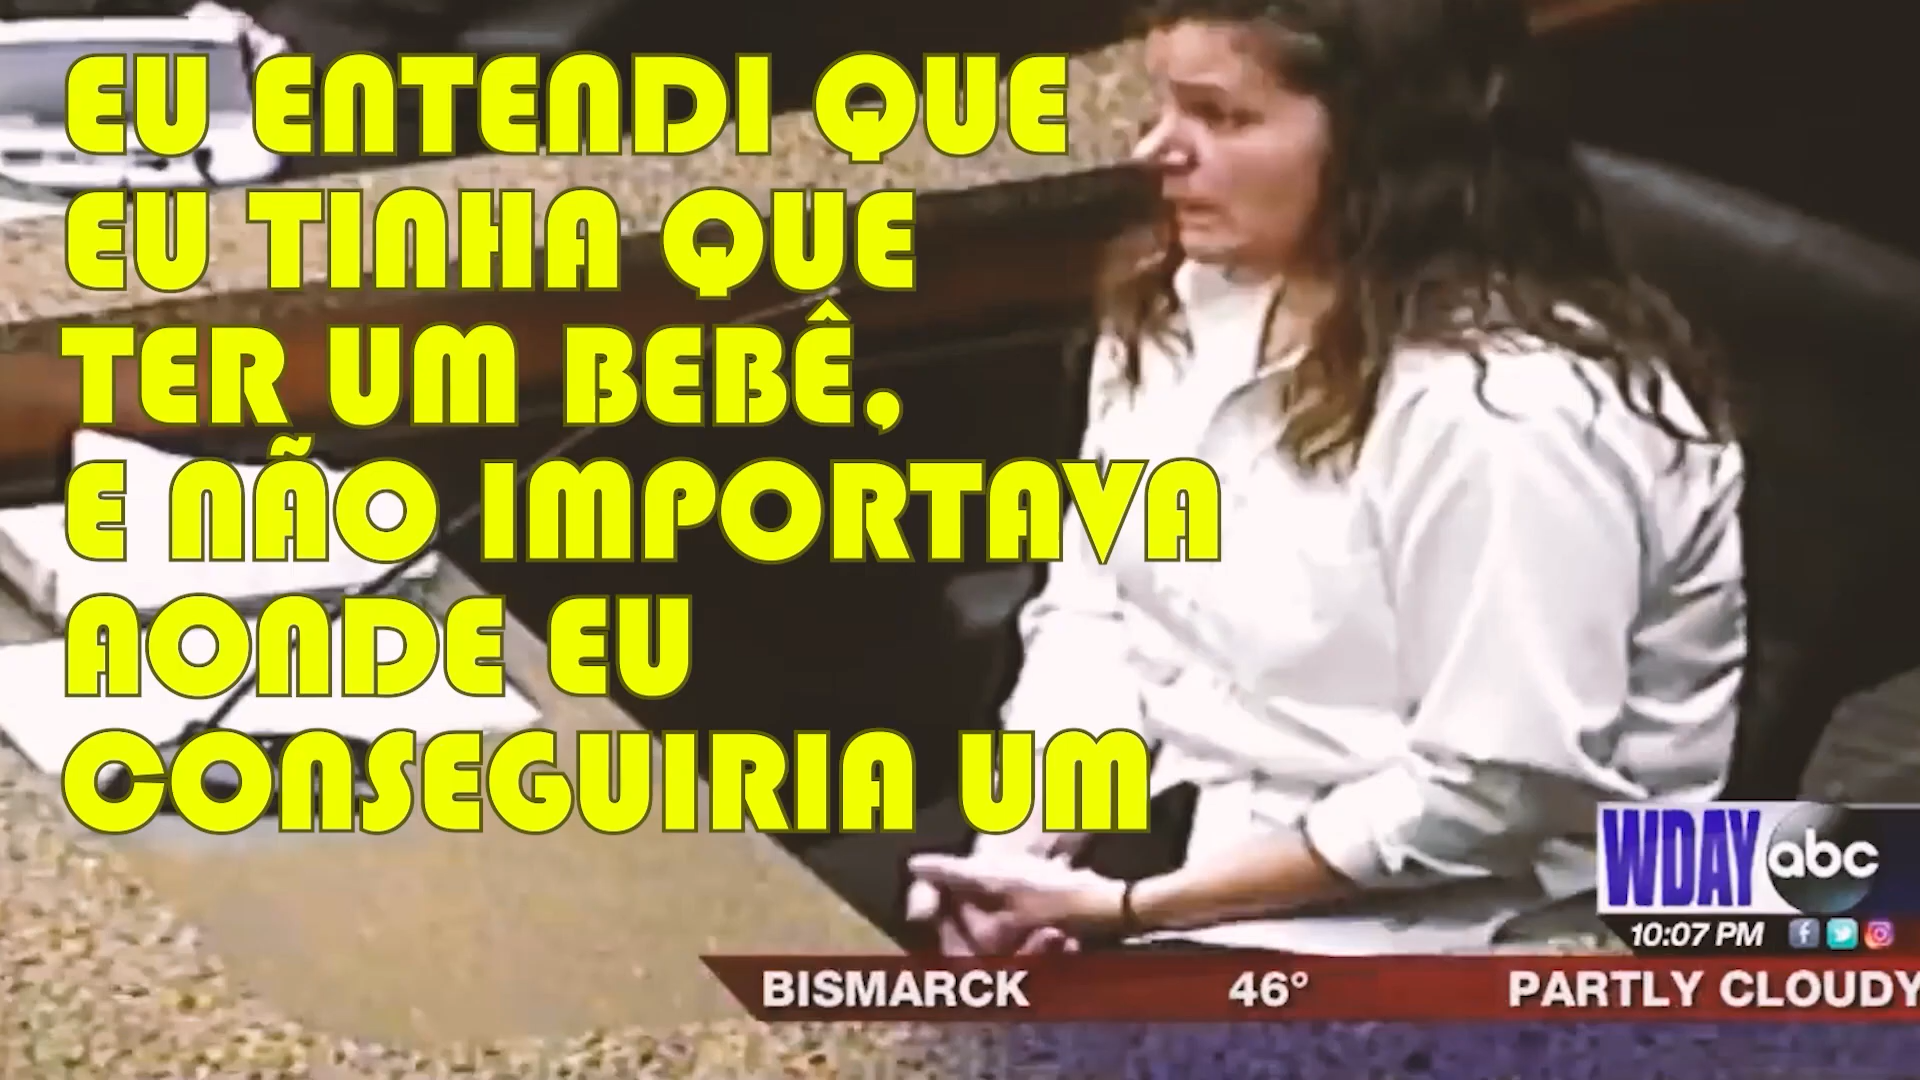 EU ENTENDI QUE
EU TINHA QUE
TER UM BEBÊ,
E NÃO IMPORTAVA
AONDE EU
CONSEGUIRIA UM
WDAY abc
10:07 PM
BISMARCK 46° PARTLY CLOUDY